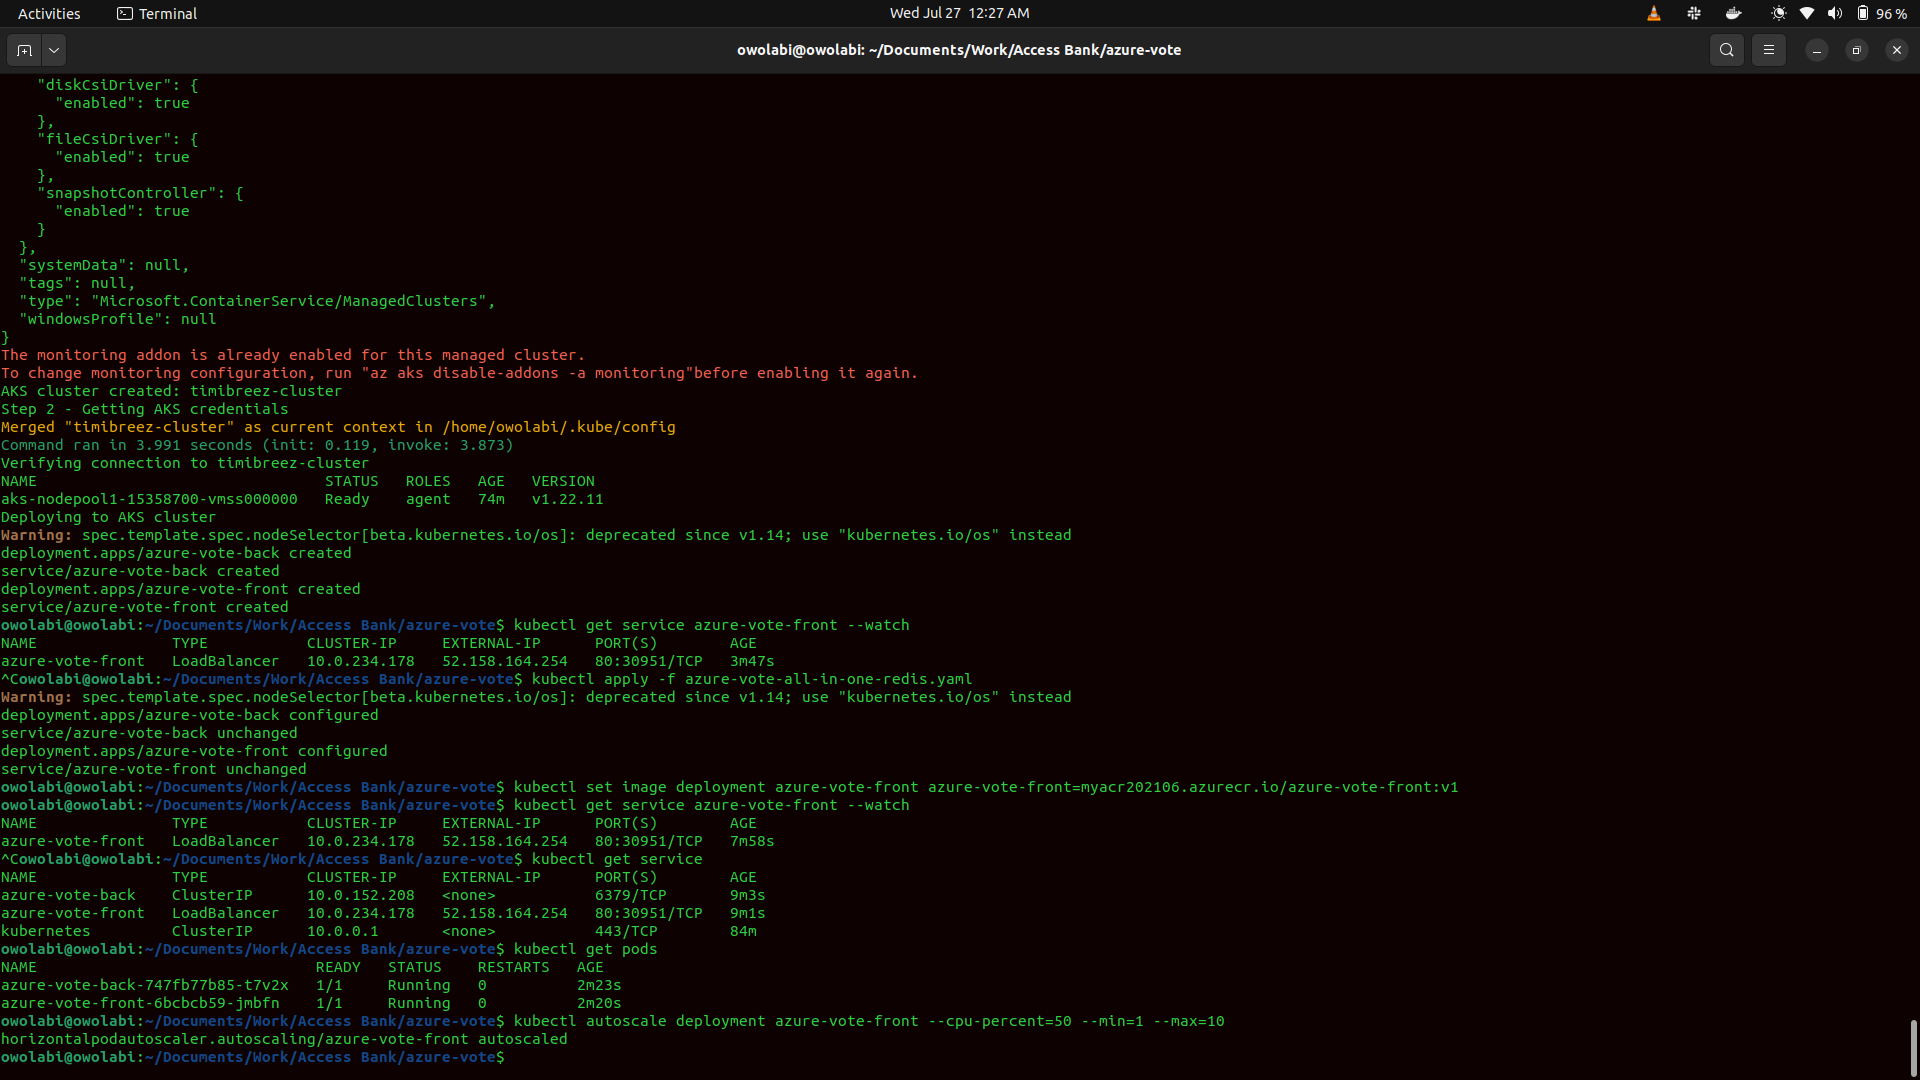 Activities Terminal Wed Jul 27 12:27 AM 96 %
owolabi@owolabi: ~/Documents/Work/Access Bank/azure-vote
    "diskCsiDriver": {
      "enabled": true
    },
    "fileCsiDriver": {
      "enabled": true
    },
    "snapshotController": {
      "enabled": true
    }
  },
  "systemData": null,
  "tags": null,
  "type": "Microsoft.ContainerService/ManagedClusters",
  "windowsProfile": null
}
The monitoring addon is already enabled for this managed cluster.
To change monitoring configuration, run "az aks disable-addons -a monitoring"before enabling it again.
AKS cluster created: timibreez-cluster
Step 2 - Getting AKS credentials
Merged "timibreez-cluster" as current context in /home/owolabi/.kube/config
Command ran in 3.991 seconds (init: 0.119, invoke: 3.873)
Verifying connection to timibreez-cluster
NAME                                STATUS   ROLES   AGE   VERSION
aks-nodepool1-15358700-vmss000000   Ready    agent   74m   v1.22.11
Deploying to AKS cluster
Warning: spec.template.spec.nodeSelector[beta.kubernetes.io/os]: deprecated since v1.14; use "kubernetes.io/os" instead
deployment.apps/azure-vote-back created
service/azure-vote-back created
deployment.apps/azure-vote-front created
service/azure-vote-front created
owolabi@owolabi:~/Documents/Work/Access Bank/azure-vote$ kubectl get service azure-vote-front --watch
NAME               TYPE           CLUSTER-IP     EXTERNAL-IP      PORT(S)        AGE
azure-vote-front   LoadBalancer   10.0.234.178   52.158.164.254   80:30951/TCP   3m47s
^Cowolabi@owolabi:~/Documents/Work/Access Bank/azure-vote$ kubectl apply -f azure-vote-all-in-one-redis.yaml
Warning: spec.template.spec.nodeSelector[beta.kubernetes.io/os]: deprecated since v1.14; use "kubernetes.io/os" instead
deployment.apps/azure-vote-back configured
service/azure-vote-back unchanged
deployment.apps/azure-vote-front configured
service/azure-vote-front unchanged
owolabi@owolabi:~/Documents/Work/Access Bank/azure-vote$ kubectl set image deployment azure-vote-front azure-vote-front=myacr202106.azurecr.io/azure-vote-front:v1
owolabi@owolabi:~/Documents/Work/Access Bank/azure-vote$ kubectl get service azure-vote-front --watch
NAME               TYPE           CLUSTER-IP     EXTERNAL-IP      PORT(S)        AGE
azure-vote-front   LoadBalancer   10.0.234.178   52.158.164.254   80:30951/TCP   7m58s
^Cowolabi@owolabi:~/Documents/Work/Access Bank/azure-vote$ kubectl get service
NAME               TYPE           CLUSTER-IP     EXTERNAL-IP      PORT(S)        AGE
azure-vote-back    ClusterIP      10.0.152.208   <none>           6379/TCP       9m3s
azure-vote-front   LoadBalancer   10.0.234.178   52.158.164.254   80:30951/TCP   9m1s
kubernetes         ClusterIP      10.0.0.1       <none>           443/TCP        84m
owolabi@owolabi:~/Documents/Work/Access Bank/azure-vote$ kubectl get pods
NAME                               READY   STATUS    RESTARTS   AGE
azure-vote-back-747fb77b85-t7v2x   1/1     Running   0          2m23s
azure-vote-front-6bcbcb59-jmbfn    1/1     Running   0          2m20s
owolabi@owolabi:~/Documents/Work/Access Bank/azure-vote$ kubectl autoscale deployment azure-vote-front --cpu-percent=50 --min=1 --max=10
horizontalpodautoscaler.autoscaling/azure-vote-front autoscaled
owolabi@owolabi:~/Documents/Work/Access Bank/azure-vote$